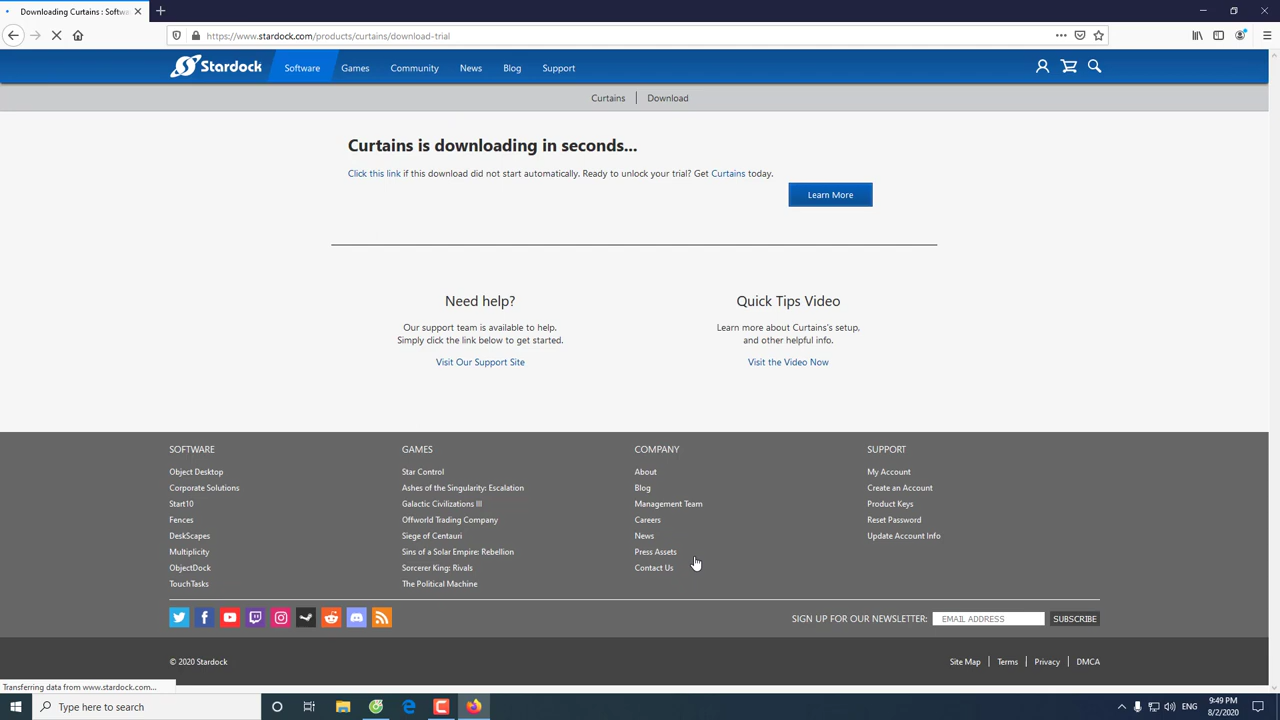 Downloading Curtains : Softwa
https://www.stardock.com/products/curtains/download-trial
Stardock
Software
Games
Community
News
Blog
Support
Curtains
Download
Curtains is downloading in seconds...
Click this link if this download did not start automatically. Ready to unlock your trial? Get Curtains today.
Learn More
Need help?
Our support team is available to help.
Simply click the link below to get started.
Visit Our Support Site
Quick Tips Video
Learn more about Curtains's setup,
and other helpful info.
Visit the Video Now
SOFTWARE
Object Desktop
Corporate Solutions
Start10
Fences
DeskScapes
Multiplicity
ObjectDock
TouchTasks
GAMES
Star Control
Ashes of the Singularity: Escalation
Galactic Civilizations III
Offworld Trading Company
Siege of Centauri
Sins of a Solar Empire: Rebellion
Sorcerer King: Rivals
The Political Machine
COMPANY
About
Blog
Management Team
Careers
News
Press Assets
Contact Us
SUPPORT
My Account
Create an Account
Product Keys
Reset Password
Update Account Info
SIGN UP FOR OUR NEWSLETTER:
EMAIL ADDRESS
SUBSCRIBE
© 2020 Stardock
Site Map
Terms
Privacy
DMCA
Transferring data from www.stardock.com...
Type here to search
ENG
9:49 PM
8/2/2020